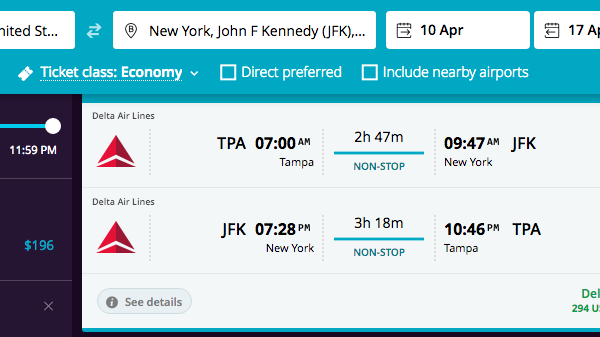 nited St...
B
New York, John F Kennedy (JFK),...
10 Apr
17 Ap
Ticket class: Economy
Direct preferred
Include nearby airports
11:59 PM
$196
Delta Air Lines
TPA 07:00 AM
Tampa
2h 47m
NON-STOP
09:47 AM JFK
New York
Delta Air Lines
JFK 07:28 PM
New York
3h 18m
NON-STOP
10:46 PM TPA
Tampa
See details
Del
294 U